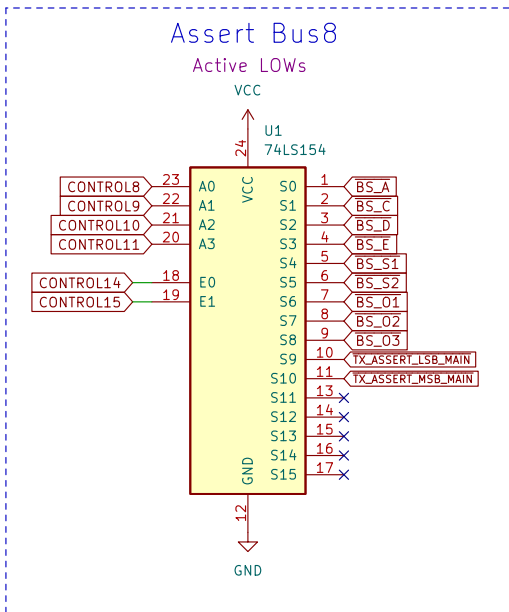 Assert Bus8
Active LOWs
VCC
U1
74LS154
24
VCC
CONTROL8 23 A0 S0 1 BS_A
CONTROL9 22 A1 S1 2 BS_C
CONTROL10 21 A2 S2 3 BS_D
CONTROL11 20 A3 S3 4 BS_E
S4 5 BS_S1
CONTROL14 18 E0 S5 6 BS_S2
CONTROL15 19 E1 S6 7 BS_O1
S7 8 BS_O2
S8 9 BS_O3
S9 10 TX_ASSERT_LSB_MAIN
S10 11 TX_ASSERT_MSB_MAIN
S11 13
S12 14
S13 15
S14 16
S15 17
GND
12
GND